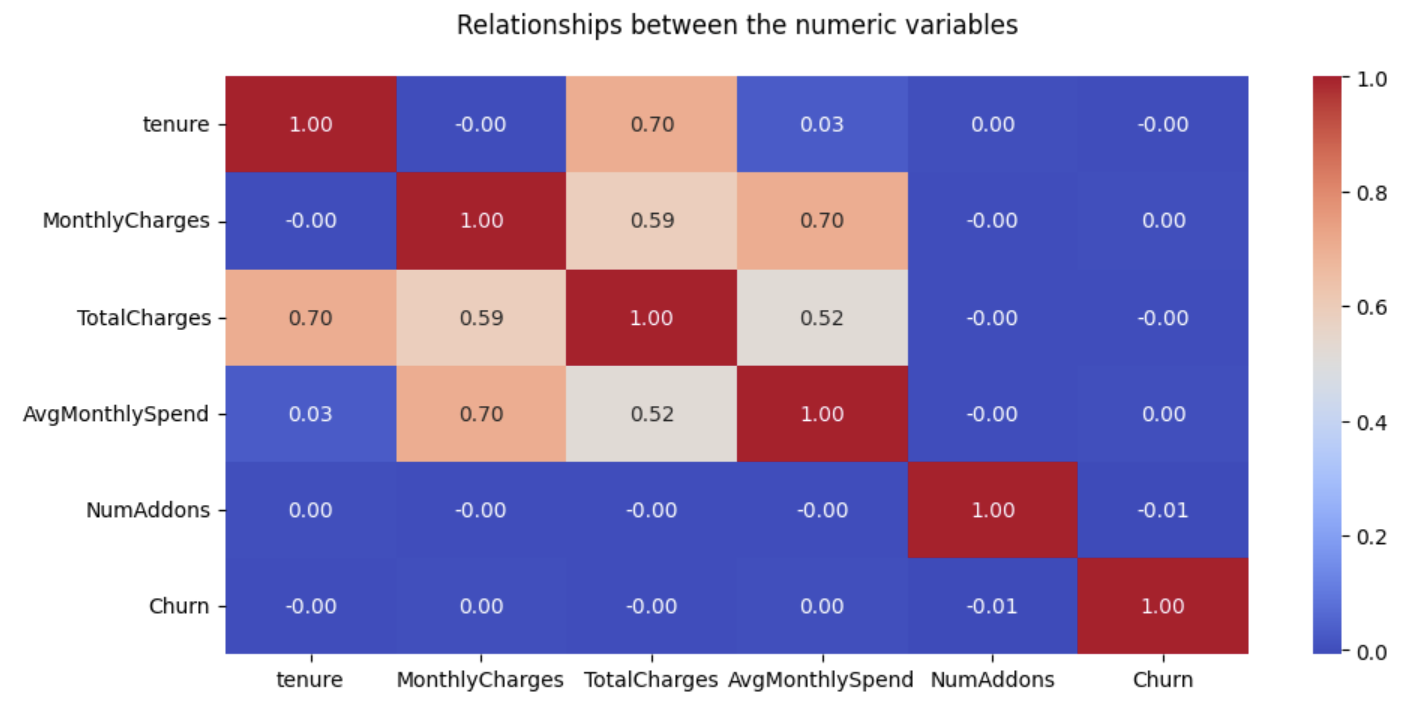 Relationships between the numeric variables
tenure 1.00 -0.00 0.70 0.03 0.00 -0.00
MonthlyCharges -0.00 1.00 0.59 0.70 -0.00 0.00
TotalCharges 0.70 0.59 1.00 0.52 -0.00 -0.00
AvgMonthlySpend 0.03 0.70 0.52 1.00 -0.00 0.00
NumAddons 0.00 -0.00 -0.00 -0.00 1.00 -0.01
Churn -0.00 0.00 -0.00 0.00 -0.01 1.00
tenure MonthlyCharges TotalCharges AvgMonthlySpend NumAddons Churn
1.0
0.8
0.6
0.4
0.2
0.0